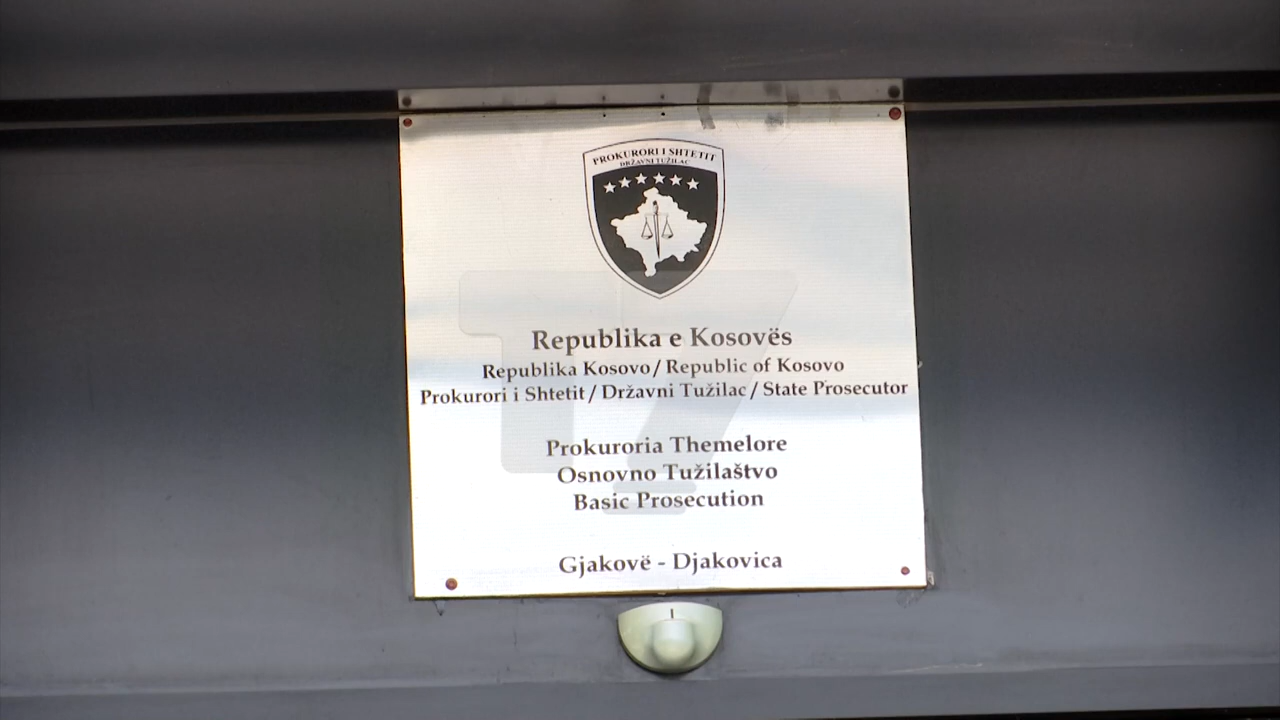 PROKURORI I SHTETIT
DRŽAVNI TUŽILAC
Republika e Kosovës
Republika Kosovo / Republic of Kosovo
Prokurori i Shtetit / Državni Tužilac / State Prosecutor
Prokuroria Themelore
Osnovno Tužilaštvo
Basic Prosecution
Gjakovë - Djakovica